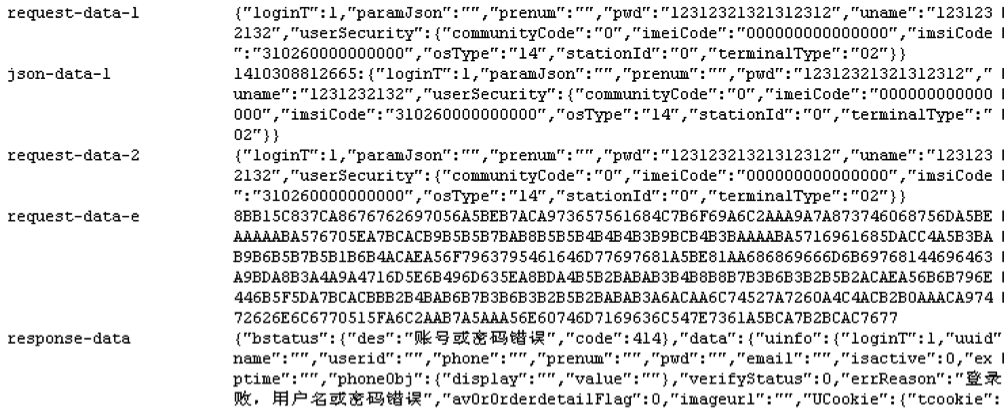 request-data-1 {"loginT":1,"paramJson":"","prenum":"","pwd":"12312321321312312","uname":"123123
2132","userSecurity":{"communityCode":"0","imeiCode":"000000000000000","imsiCode
":"310260000000000","osType":"14","stationId":"0","terminalType":"02"}}
json-data-1 1410308812665:{"loginT":1,"paramJson":"","prenum":"","pwd":"12312321321312312","
uname":"1231232132","userSecurity":{"communityCode":"0","imeiCode":"000000000000
000","imsiCode":"310260000000000","osType":"14","stationId":"0","terminalType":"
02"}}
request-data-2 {"loginT":1,"paramJson":"","prenum":"","pwd":"12312321321312312","uname":"123123
2132","userSecurity":{"communityCode":"0","imeiCode":"000000000000000","imsiCode
":"310260000000000","osType":"14","stationId":"0","terminalType":"02"}}
request-data-e 8BB15C837CA8676762697056A5BEB7ACA973657561684C7B6F69A6C2AAA9A7A873746068756DA5BE
AAAAABA576705EA7BCACB9B5B5B7BAB8B5B5B4B4B4B3B9BCB4B3BAAAABA5716961685DACC4A5B3BA
B9B6B5B7B5B1B6B4ACAEA56F7963795461646D77697681A5BE81AA686869666D6B69768144696463
A9BDA8B3A4A9A4716D5E6B496D635EA8BDA4B5B2BABAB3B4B8B8B7B3B6B3B2B5B2ACAEA56B6B796E
446B5F5DA7BCACBBB2B4BAB6B7B3B6B3B2B5B2BABAB3A6ACAA6C74527A7260A4C4ACB2B0AAACA974
72626E6C6770515FA6C2AAB7A5AAA56E60746D7169636C547E7361A5BCA7B2BCAC7677
response-data {"bstatus":{"des":"账号或密码错误","code":414},"data":{"uinfo":{"loginT":1,"uuid"
name":"","userid":"","phone":"","prenum":"","pwd":"","email":"","isactive":0,"ex
ptime":"","phoneObj":{"display":"","value":""},"verifyStatus":0,"errReason":"登录
败，用户名或密码错误","avOrOrderdetailFlag":0,"imageurl":"","UCookie":{"tcookie":